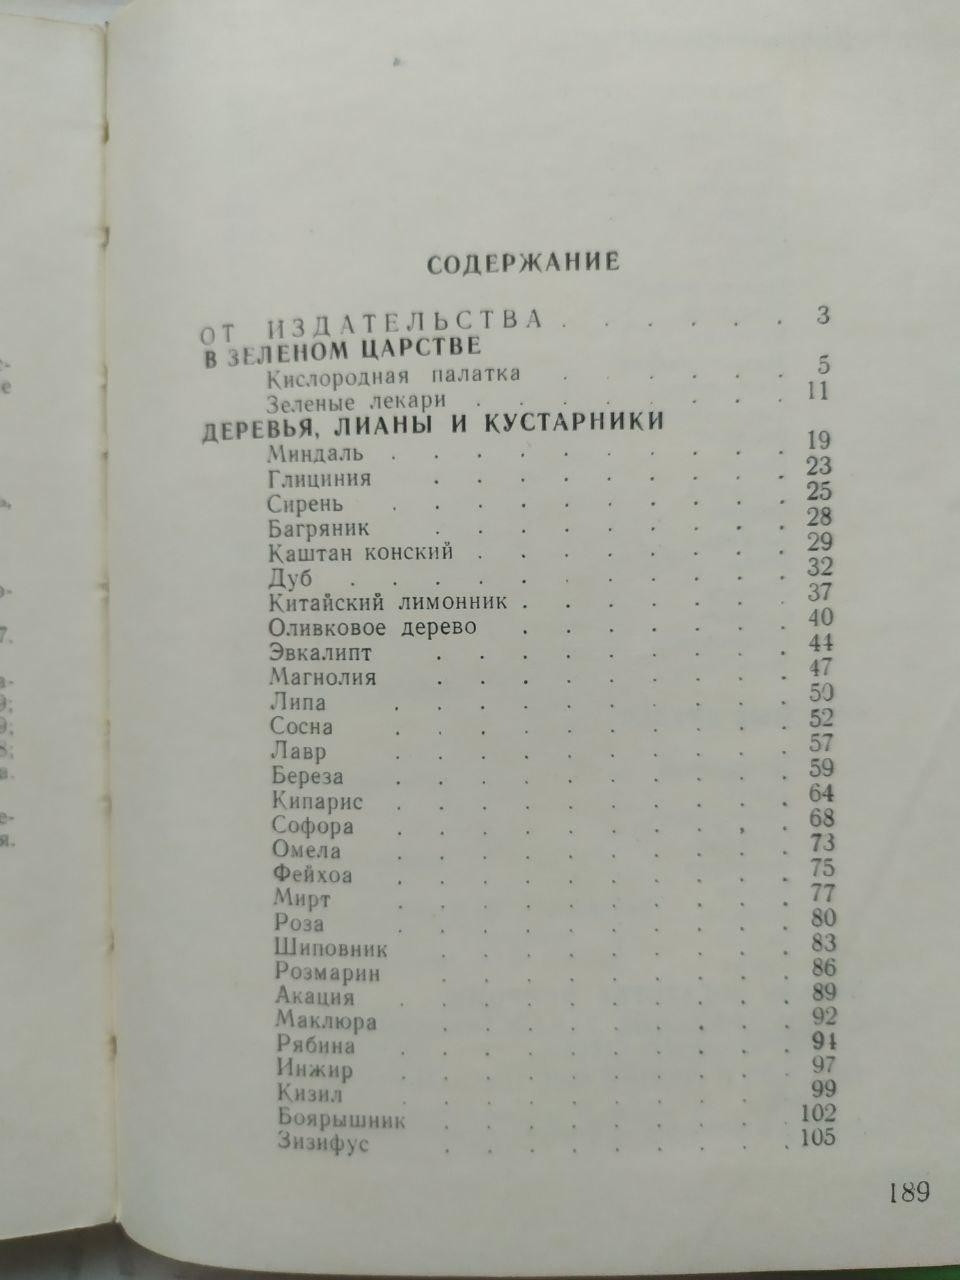 СОДЕРЖАНИЕ
ОТ ИЗДАТЕЛЬСТВА . . . . . . 3
В ЗЕЛЕНОМ ЦАРСТВЕ
Кислородная палатка . . . . . . 5
Зеленые лекари . . . . . . . . 11
ДЕРЕВЬЯ, ЛИАНЫ И КУСТАРНИКИ
Миндаль . . . . . . . . . . 19
Глициния . . . . . . . . . 23
Сирень . . . . . . . . . . 25
Багряник . . . . . . . . . 28
Каштан конский . . . . . . . . 29
Дуб . . . . . . . . . . . 32
Китайский лимонник . . . . . . . 37
Оливковое дерево . . . . . . . 40
Эвкалипт . . . . . . . . . 44
Магнолия . . . . . . . . . 47
Липа . . . . . . . . . . 50
Сосна . . . . . . . . . . 52
Лавр . . . . . . . . . . 57
Береза . . . . . . . . . . 59
Кипарис . . . . . . . . . . 64
Софора . . . . . . . . . . 68
Омела . . . . . . . . . . 73
Фейхоа . . . . . . . . . . 75
Мирт . . . . . . . . . . 77
Роза . . . . . . . . . . 80
Шиповник . . . . . . . . . 83
Розмарин . . . . . . . . . 86
Акация . . . . . . . . . . 89
Маклюра . . . . . . . . . 92
Рябина . . . . . . . . . . 94
Инжир . . . . . . . . . . 97
Кизил . . . . . . . . . 99
Боярышник . . . . . . . . . 102
Зизифус . . . . . . . . . 105
189